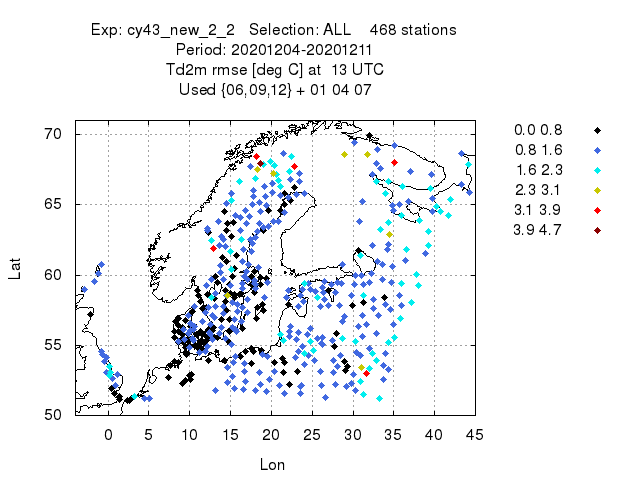 Exp: cy43_new_2_2 Selection: ALL 468 stations
Period: 20201204-20201211
Td2m rmse [deg C] at 13 UTC
Used {06,09,12} + 01 04 07
70
65
60
55
50
Lat
0 5 10 15 20 25 30 35 40 45
Lon
0.0 0.8
0.8 1.6
1.6 2.3
2.3 3.1
3.1 3.9
3.9 4.7